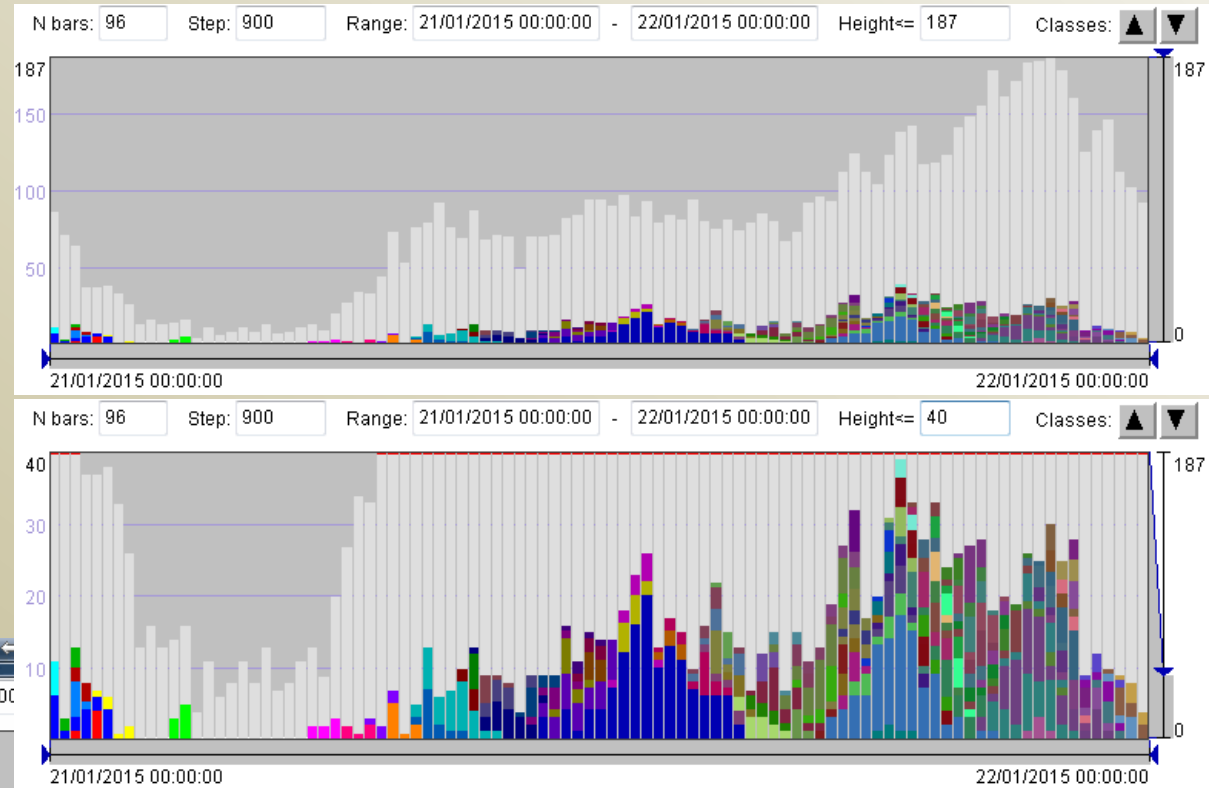 N bars: 96 Step: 900 Range: 21/01/2015 00:00:00 - 22/01/2015 00:00:00 Height<= 187 Classes: ▲ ▼
187 187
150
100
50
0
21/01/2015 00:00:00 22/01/2015 00:00:00
N bars: 96 Step: 900 Range: 21/01/2015 00:00:00 - 22/01/2015 00:00:00 Height<= 40 Classes: ▲ ▼
40 187
30
20
10
00
0
21/01/2015 00:00:00 22/01/2015 00:00:00